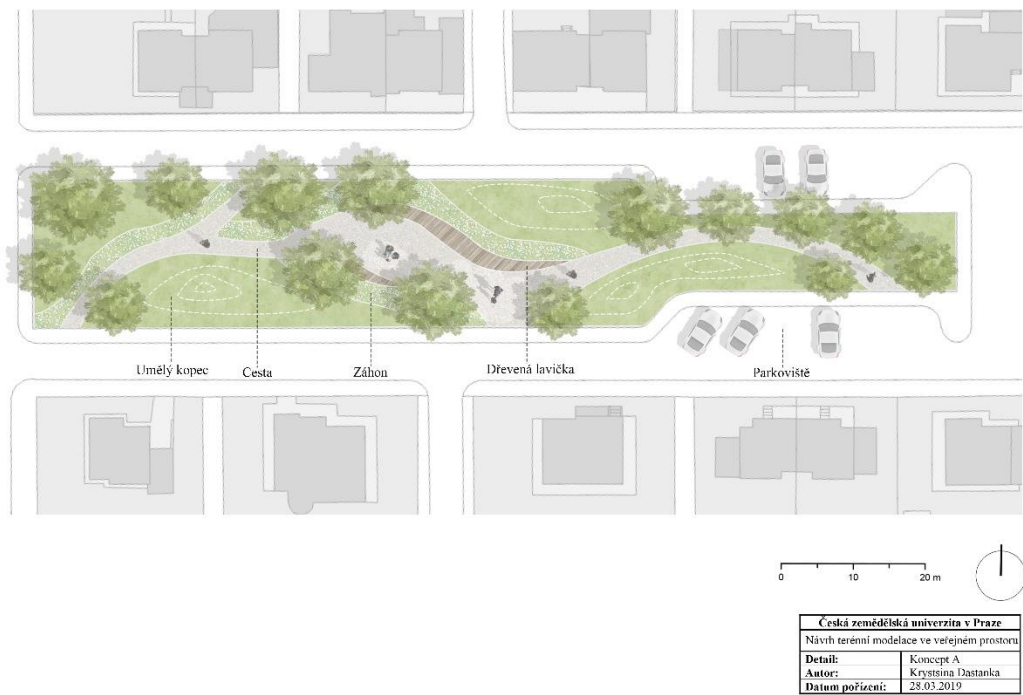 Umělý kopec
Cesta
Záhon
Dřevená lavička
Parkoviště
0 10 20 m
Česká zemědělská univerzita v Praze
Návrh terénní modelace ve veřejném prostoru
Detail: Koncept A
Autor: Krystsina Dastanka
Datum pořízení: 28.03.2019